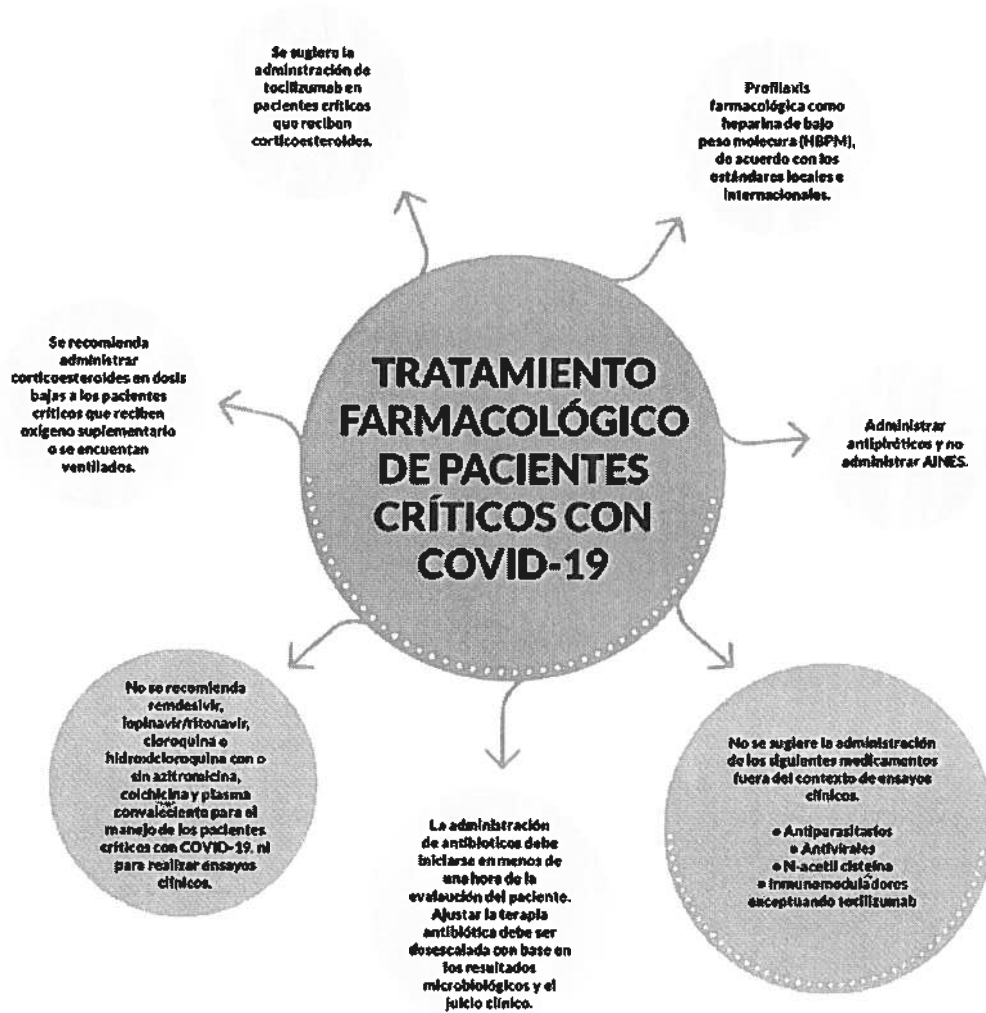 Se sugiere la
adminstración de
tocilizumab en
pacientes críticos
que reciban
corticoesteroides.
Profilaxis
farmacológica como
heparina de bajo
peso molecura (HBPM),
de acuerdo con los
estándares locales e
internacionales.
Se recomienda
administrar
corticoesteroides en dosis
bajas a los pacientes
críticos que reciben
oxígeno suplementario
o se encuentan
ventilados.
TRATAMIENTO
FARMACOLÓGICO
DE PACIENTES
CRÍTICOS CON
COVID-19
Administrar
antipiréticos y no
administrar AINES.
No se recomienda
remdesivir,
lopinavir/ritonavir,
cloroquina o
hidroxicloroquina con o
sin azitromicina,
colchicina y plasma
convaleciente para el
manejo de los pacientes
críticos con COVID-19, ni
para realizar ensayos
clínicos.
La administración
de antibioticos debe
iniciarse en menos de
una hora de la
evalución del paciente.
Ajustar la terapia
antibiótica debe ser
desescalada con base en
los resultados
microbiológicos y el
juicio clínico.
No se sugiere la administración
de los siguientes medicamentos
fuera del contexto de ensayos
clínicos.
• Antiparasitarios
• Antivirales
• N-acetil cisteína
• Inmunomoduladores
exceptuando tocilizumab